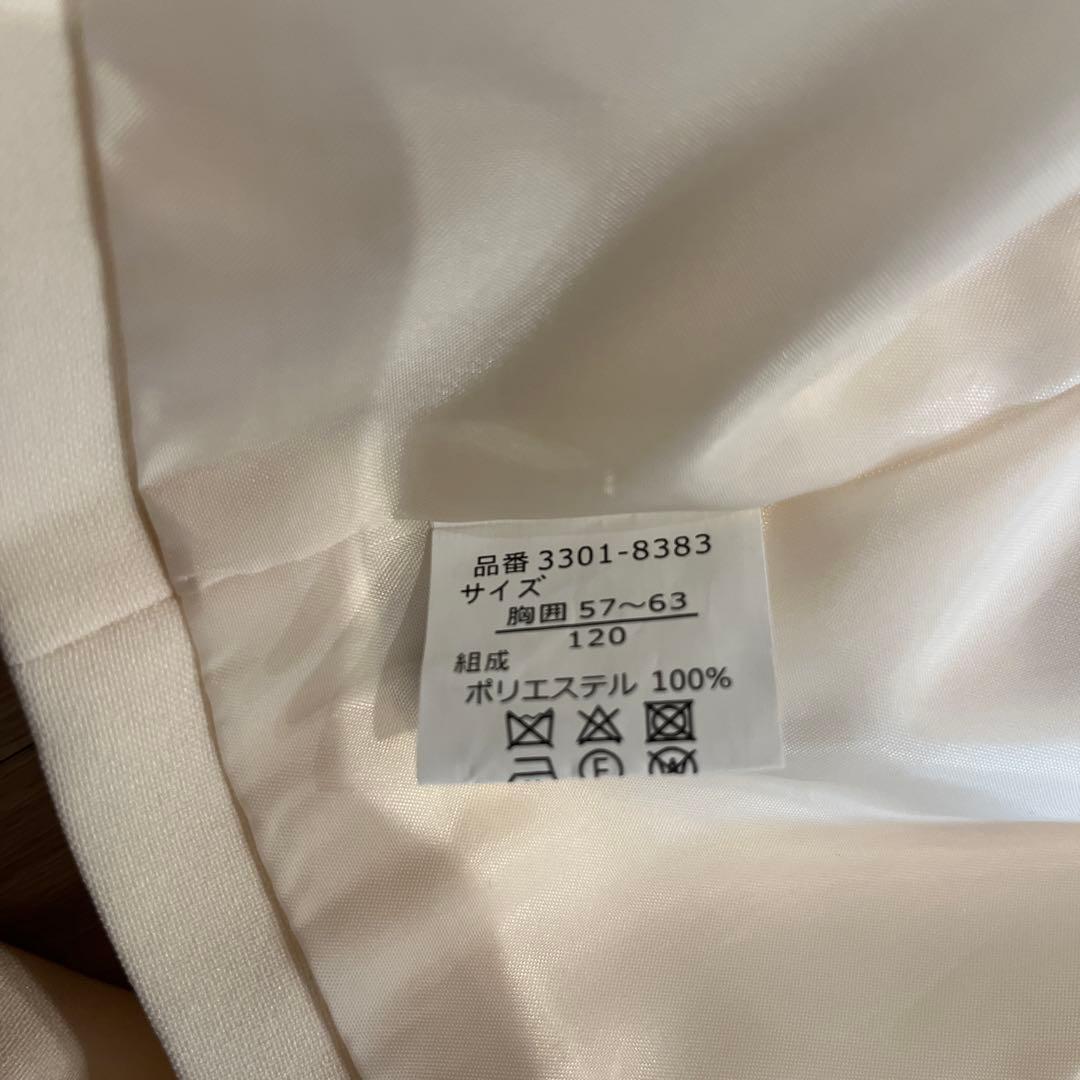 品番 3301-8383
サイズ
胸囲 57～63
120
組成
ポリエステル 100%